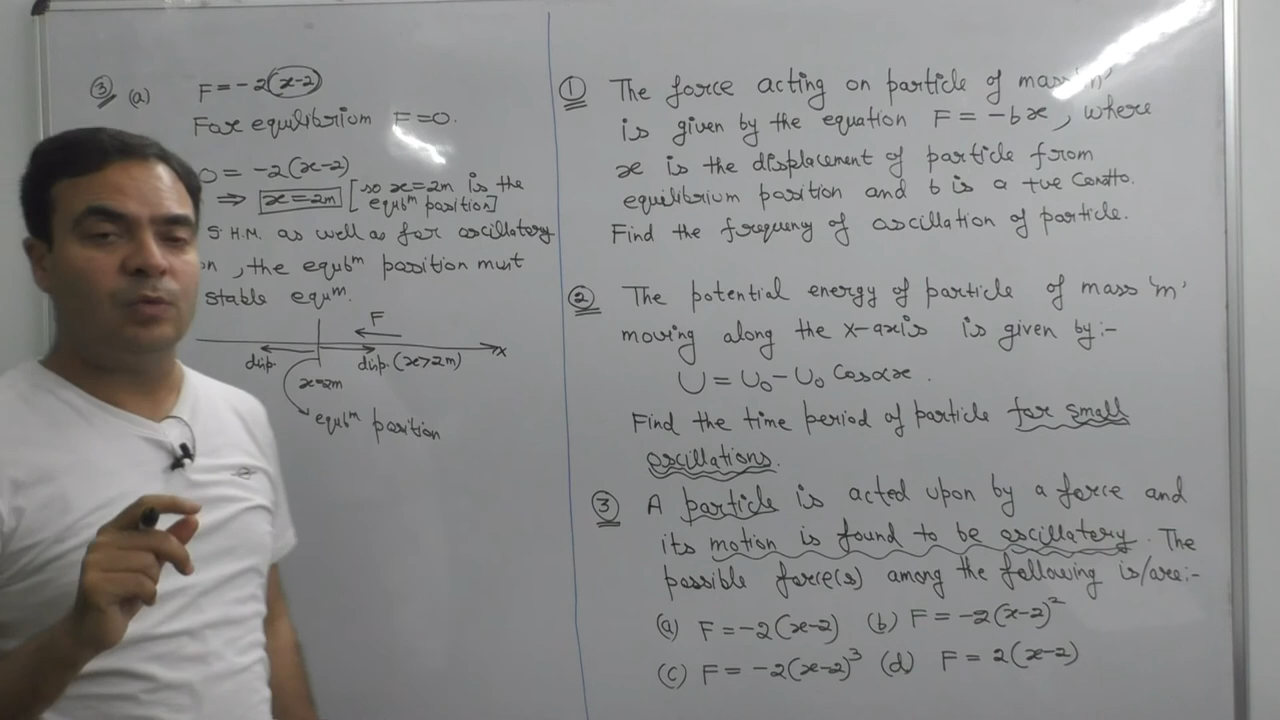 ③ (a) F = -2(x-2)
For equilibrium F = 0.
0 = -2(x-2)
⇒ x = 2m [so x = 2m is the
equbᵐ position]
S.H.M. as well as for oscillatory
on, the equbᵐ position must
stable equᵐ.
F
disp. disp. (x>2m) x
x=2m
equbᵐ position
① The force acting on particle of mass
is given by the equation F = -bx, where
x is the displacement of particle from
equilibrium position and b is a +ve
Find the frequeny of oscillation of particle.
② The potential energy of particle of mass 'm'
moving along the x-axis is given by:-
U = U₀ - U₀ Cosαx.
Find the time period of particle for small
oscillations.
③ A particle is acted upon by a force and
its motion is found to be oscillatory. The
possible force(s) among the following is/are:-
(a) F = -2(x-2) (b) F = -2(x-2)²
(c) F = -2(x-2)³ (d) F = 2(x-2)